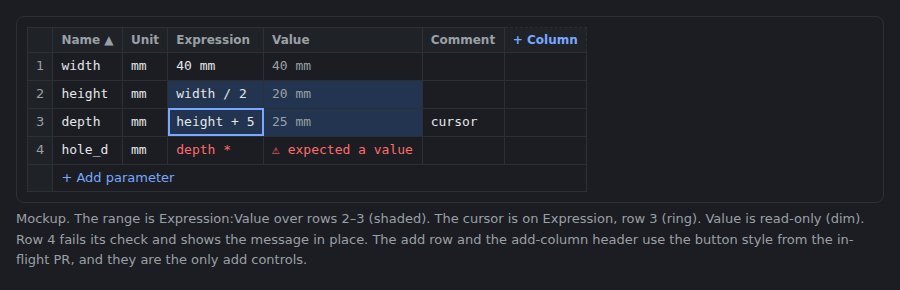 Name ▲ Unit Expression Value Comment + Column
1 width mm 40 mm 40 mm
2 height mm width / 2 20 mm
3 depth mm height + 5 25 mm cursor
4 hole_d mm depth * ⚠ expected a value
+ Add parameter
Mockup. The range is Expression:Value over rows 2–3 (shaded). The cursor is on Expression, row 3 (ring). Value is read-only (dim).
Row 4 fails its check and shows the message in place. The add row and the add-column header use the button style from the in-
flight PR, and they are the only add controls.